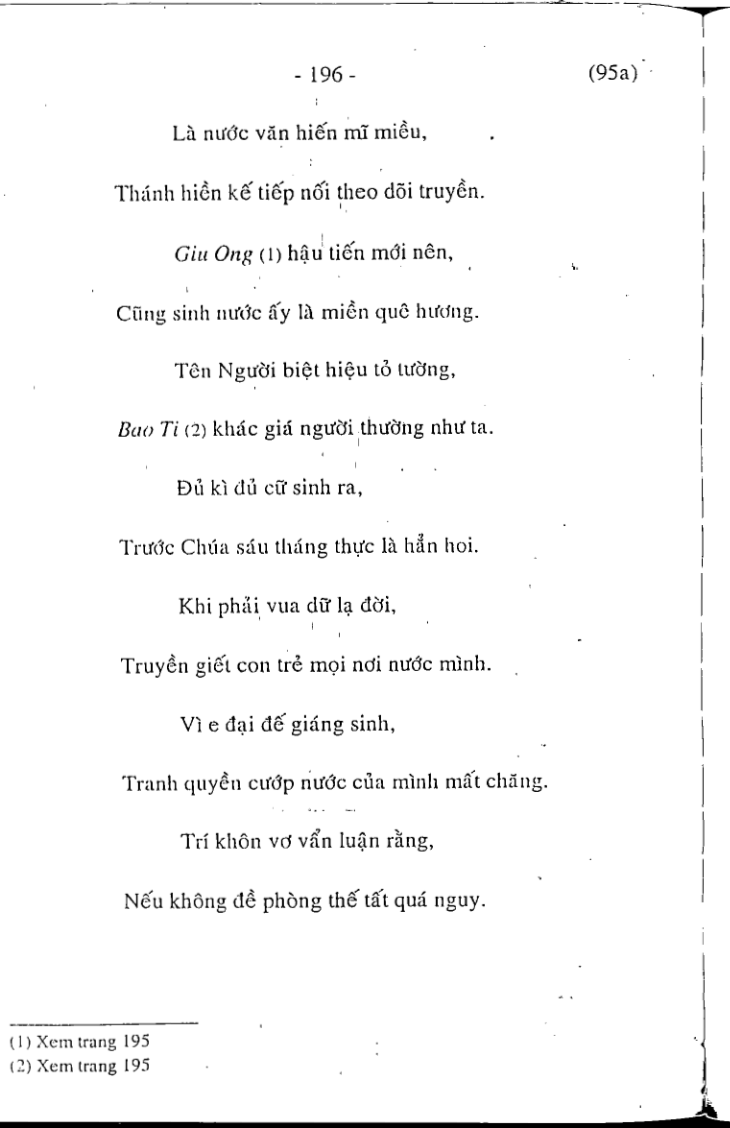 - 196 - (95a)
Là nước văn hiến mĩ miều,
Thánh hiền kế tiếp nối theo dõi truyền.
Giu Ong (1) hậu tiến mới nên,
Cũng sinh nước ấy là miền quê hương.
Tên Người biệt hiệu tỏ tường,
Bao Ti (2) khác giá người thường như ta.
Đủ kì đủ cữ sinh ra,
Trước Chúa sáu tháng thực là hẳn hoi.
Khi phải vua dữ lạ đời,
Truyền giết con trẻ mọi nơi nước mình.
Vì e đại đế giáng sinh,
Tranh quyền cướp nước của mình mất chăng.
Trí khôn vơ vẩn luận rằng,
Nếu không đề phòng thế tất quá nguy.
(1) Xem trang 195
(2) Xem trang 195